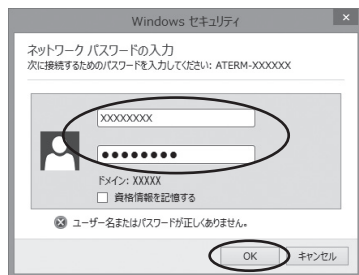 Windows セキュリティ
×
ネットワーク パスワードの入力
次に接続するためのパスワードを入力してください: ATERM-XXXXXX
XXXXXXXX
●●●●●●●●
ドメイン: XXXXX
資格情報を記憶する
ユーザー名またはパスワードが正しくありません。
OK
キャンセル